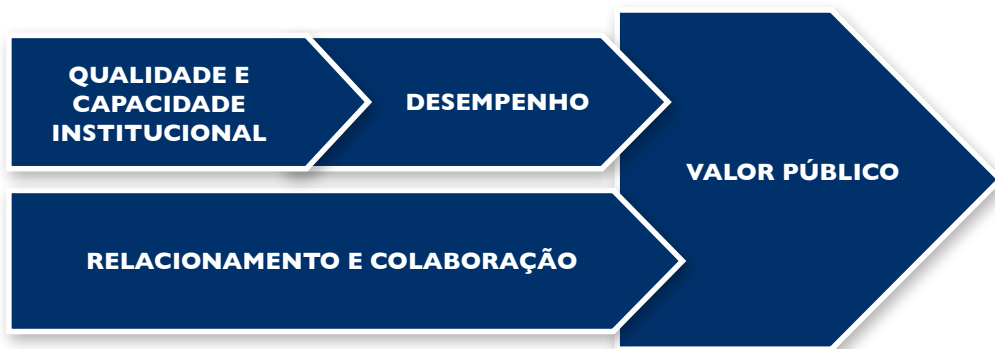 QUALIDADE E
CAPACIDADE
INSTITUCIONAL
DESEMPENHO
VALOR PÚBLICO
RELACIONAMENTO E COLABORAÇÃO